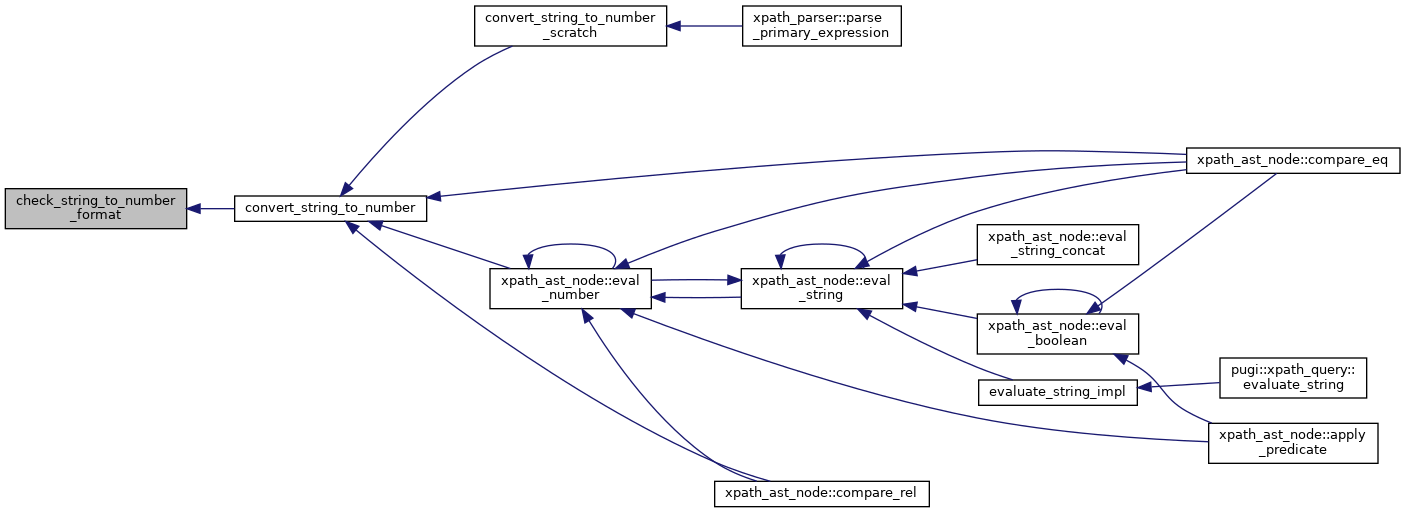 convert_string_to_number
_scratch
xpath_parser::parse
_primary_expression
xpath_ast_node::compare_eq
check_string_to_number
_format
convert_string_to_number
xpath_ast_node::eval
_string_concat
xpath_ast_node::eval
_number
xpath_ast_node::eval
_string
xpath_ast_node::eval
_boolean
pugi::xpath_query::
evaluate_string
evaluate_string_impl
xpath_ast_node::apply
_predicate
xpath_ast_node::compare_rel